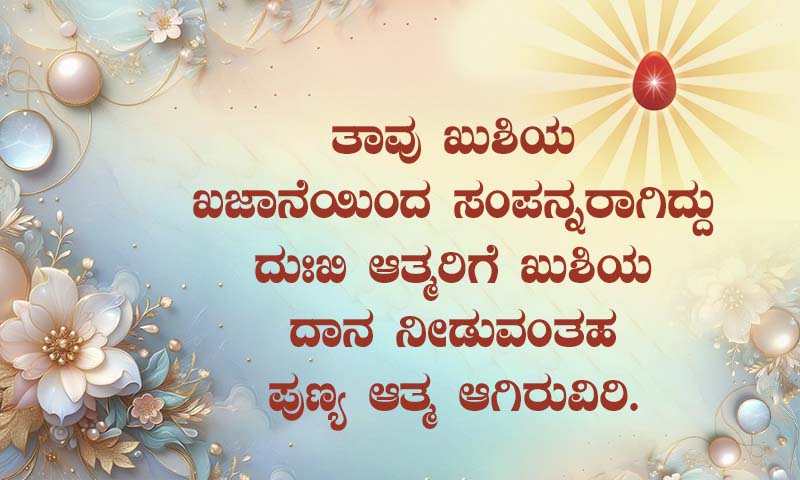 ತಾವು ಖುಶಿಯ
ಖಜಾನೆಯಿಂದ ಸಂಪನ್ನರಾಗಿದ್ದು
ದುಃಖಿ ಆತ್ಮರಿಗೆ ಖುಶಿಯ
ದಾನ ನೀಡುವಂತಹ
ಪುಣ್ಯ ಆತ್ಮ ಆಗಿರುವಿರಿ.